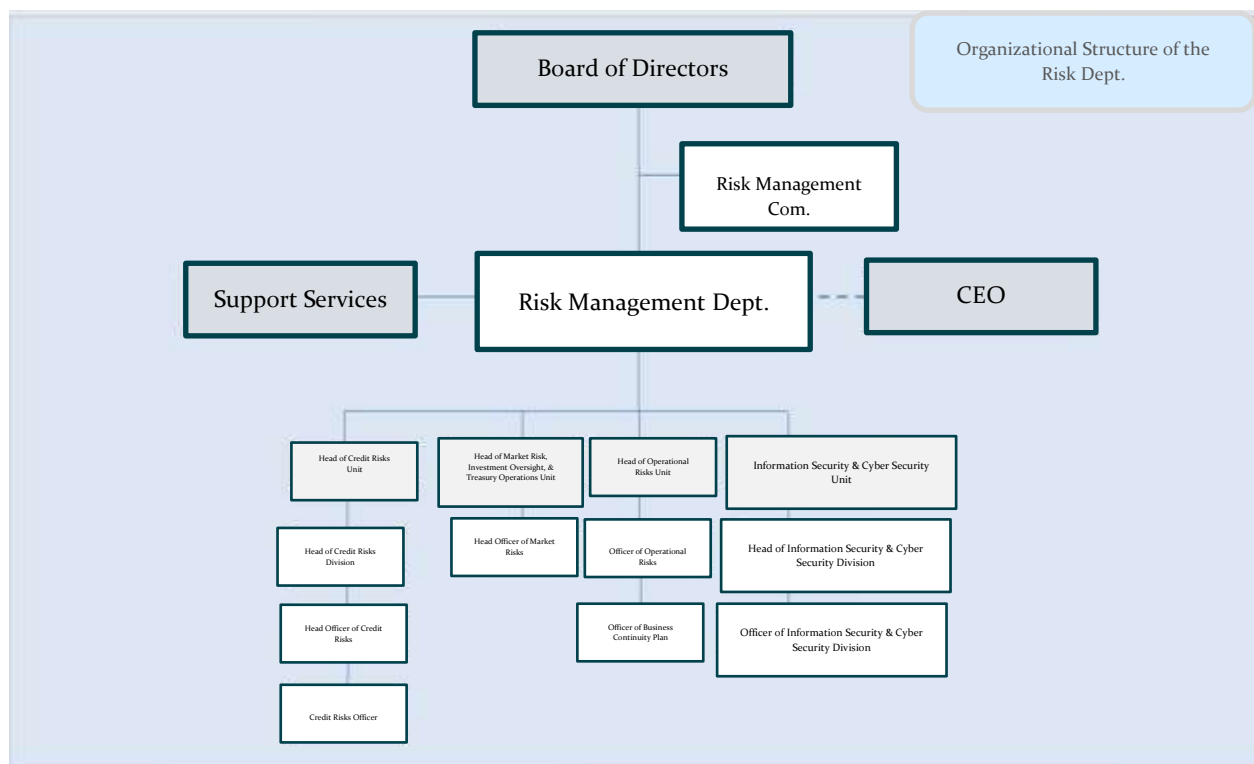 Organizational Structure of the
Risk Dept.
Board of Directors
Risk Management
Com.
Support Services
Risk Management Dept.
CEO
Head of Credit Risks
Unit
Head of Market Risk,
Investment Oversight, &
Treasury Operations Unit
Head of Operational
Risks Unit
Information Security & Cyber Security
Unit
Head of Credit Risks
Division
Head Officer of Market
Risks
Officer of Operational
Risks
Head of Information Security & Cyber
Security Division
Head Officer of Credit
Risks
Officer of Business
Continuity Plan
Officer of Information Security & Cyber
Security Division
Credit Risks Officer